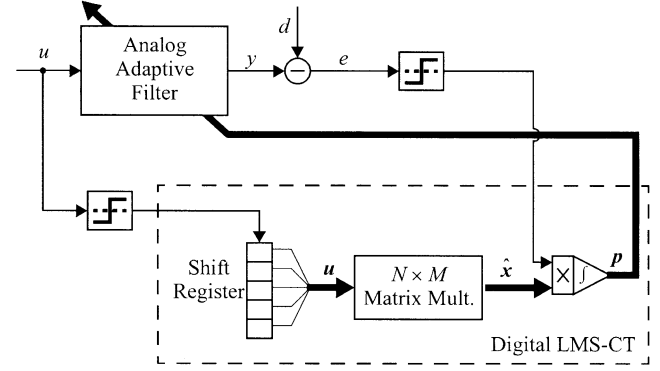 d
u
Analog
Adaptive
Filter
y
−
e
Shift
Register
u
N × M
Matrix Mult.
x̂
×
∫
p
Digital LMS-CT